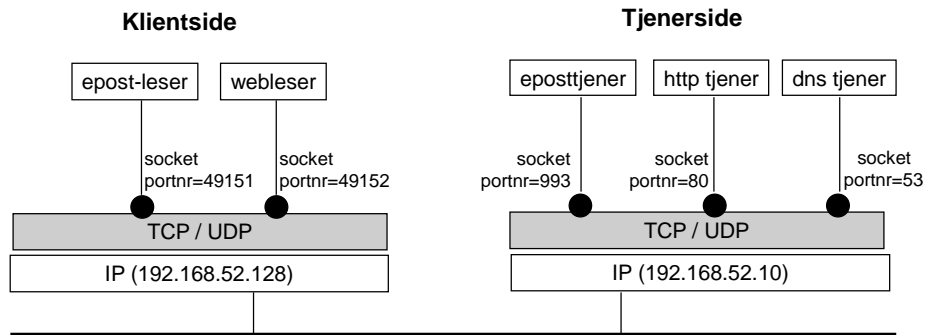 Klientside
Tjenerside
epost-leser
webleser
eposttjener
http tjener
dns tjener
socket
portnr=49151
socket
portnr=49152
socket
portnr=993
socket
portnr=80
socket
portnr=53
TCP / UDP
TCP / UDP
IP (192.168.52.128)
IP (192.168.52.10)